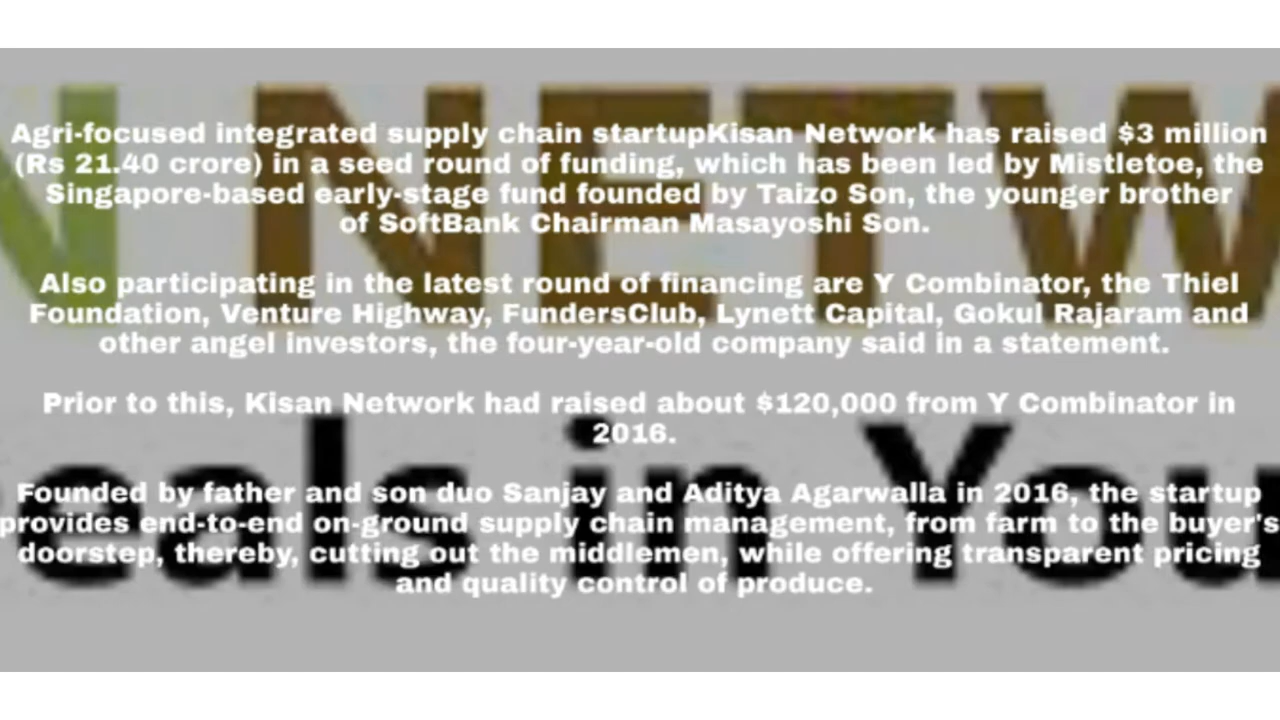 N NETW
eals in You
Agri-focused integrated supply chain startupKisan Network has raised $3 million
(Rs 21.40 crore) in a seed round of funding, which has been led by Mistletoe, the
Singapore-based early-stage fund founded by Taizo Son, the younger brother
of SoftBank Chairman Masayoshi Son.
Also participating in the latest round of financing are Y Combinator, the Thiel
Foundation, Venture Highway, FundersClub, Lynett Capital, Gokul Rajaram and
other angel investors, the four-year-old company said in a statement.
Prior to this, Kisan Network had raised about $120,000 from Y Combinator in
2016.
Founded by father and son duo Sanjay and Aditya Agarwalla in 2016, the startup
provides end-to-end on-ground supply chain management, from farm to the buyer's
doorstep, thereby, cutting out the middlemen, while offering transparent pricing
and quality control of produce.